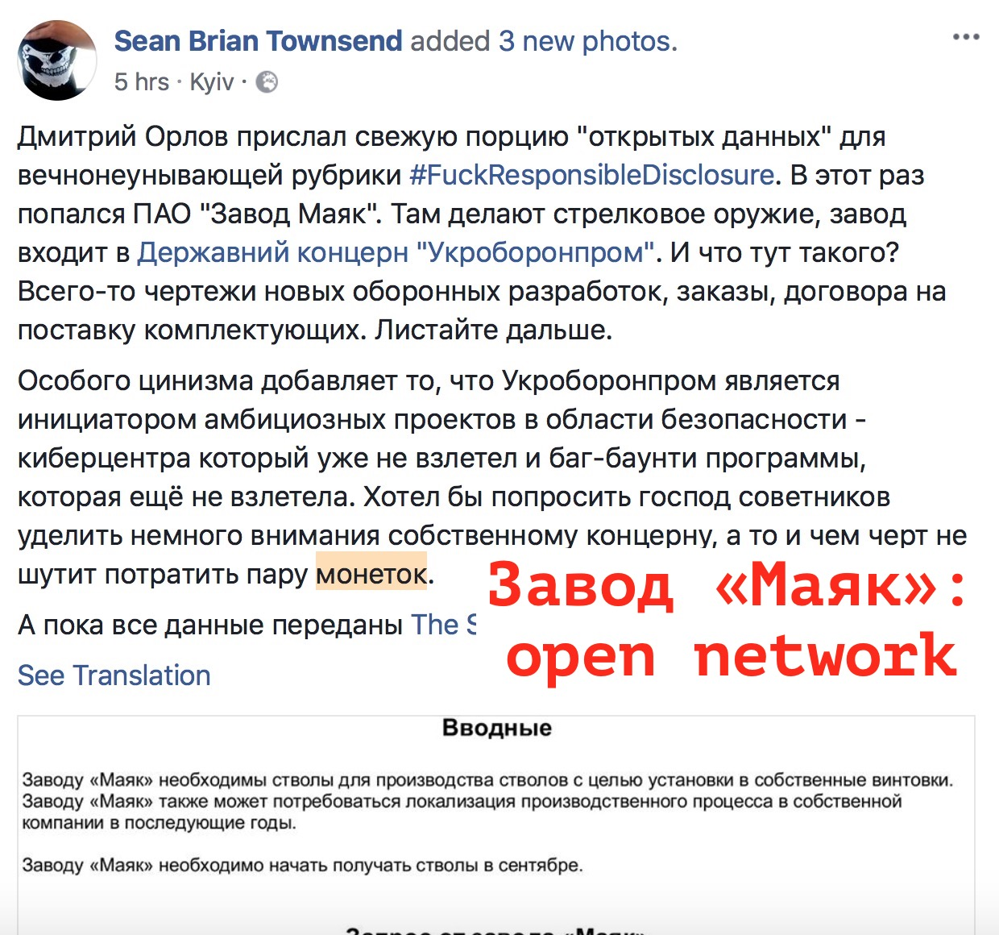 Sean Brian Townsend added 3 new photos.
5 hrs · Kyiv ·
Дмитрий Орлов прислал свежую порцию "открытых данных" для
вечнонеунывающей рубрики #FuckResponsibleDisclosure. В этот раз
попался ПАО "Завод Маяк". Там делают стрелковое оружие, завод
входит в Державний концерн "Укроборонпром". И что тут такого?
Всего-то чертежи новых оборонных разработок, заказы, договора на
поставку комплектующих. Листайте дальше.
Особого цинизма добавляет то, что Укроборонпром является
инициатором амбициозных проектов в области безопасности -
киберцентра который уже не взлетел и баг-баунти программы,
которая ещё не взлетела. Хотел бы попросить господ советников
уделить немного внимания собственному концерну, а то и чем черт не
шутит потратить пару монеток.
А пока все данные переданы The
See Translation
Завод «Маяк»:
open network
Вводные
Заводу «Маяк» необходимы стволы для производства стволов с целью установки в собственные винтовки.
Заводу «Маяк» также может потребоваться локализация производственного процесса в собственной
компании в последующие годы.
Заводу «Маяк» необходимо начать получать стволы в сентябре.
Запрос от завода «Маяк»